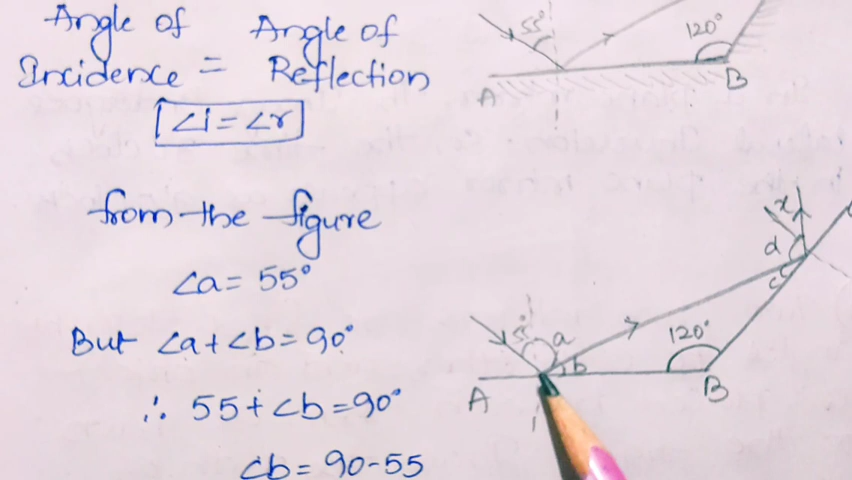 Angle of Incidence = Angle of Reflection
∠i = ∠r
from the figure
∠a = 55°
But ∠a + ∠b = 90°
∴ 55 + ∠b = 90°
∠b = 90 - 55
55° 120°
A B
x
d
c
55° a 120°
b
A B